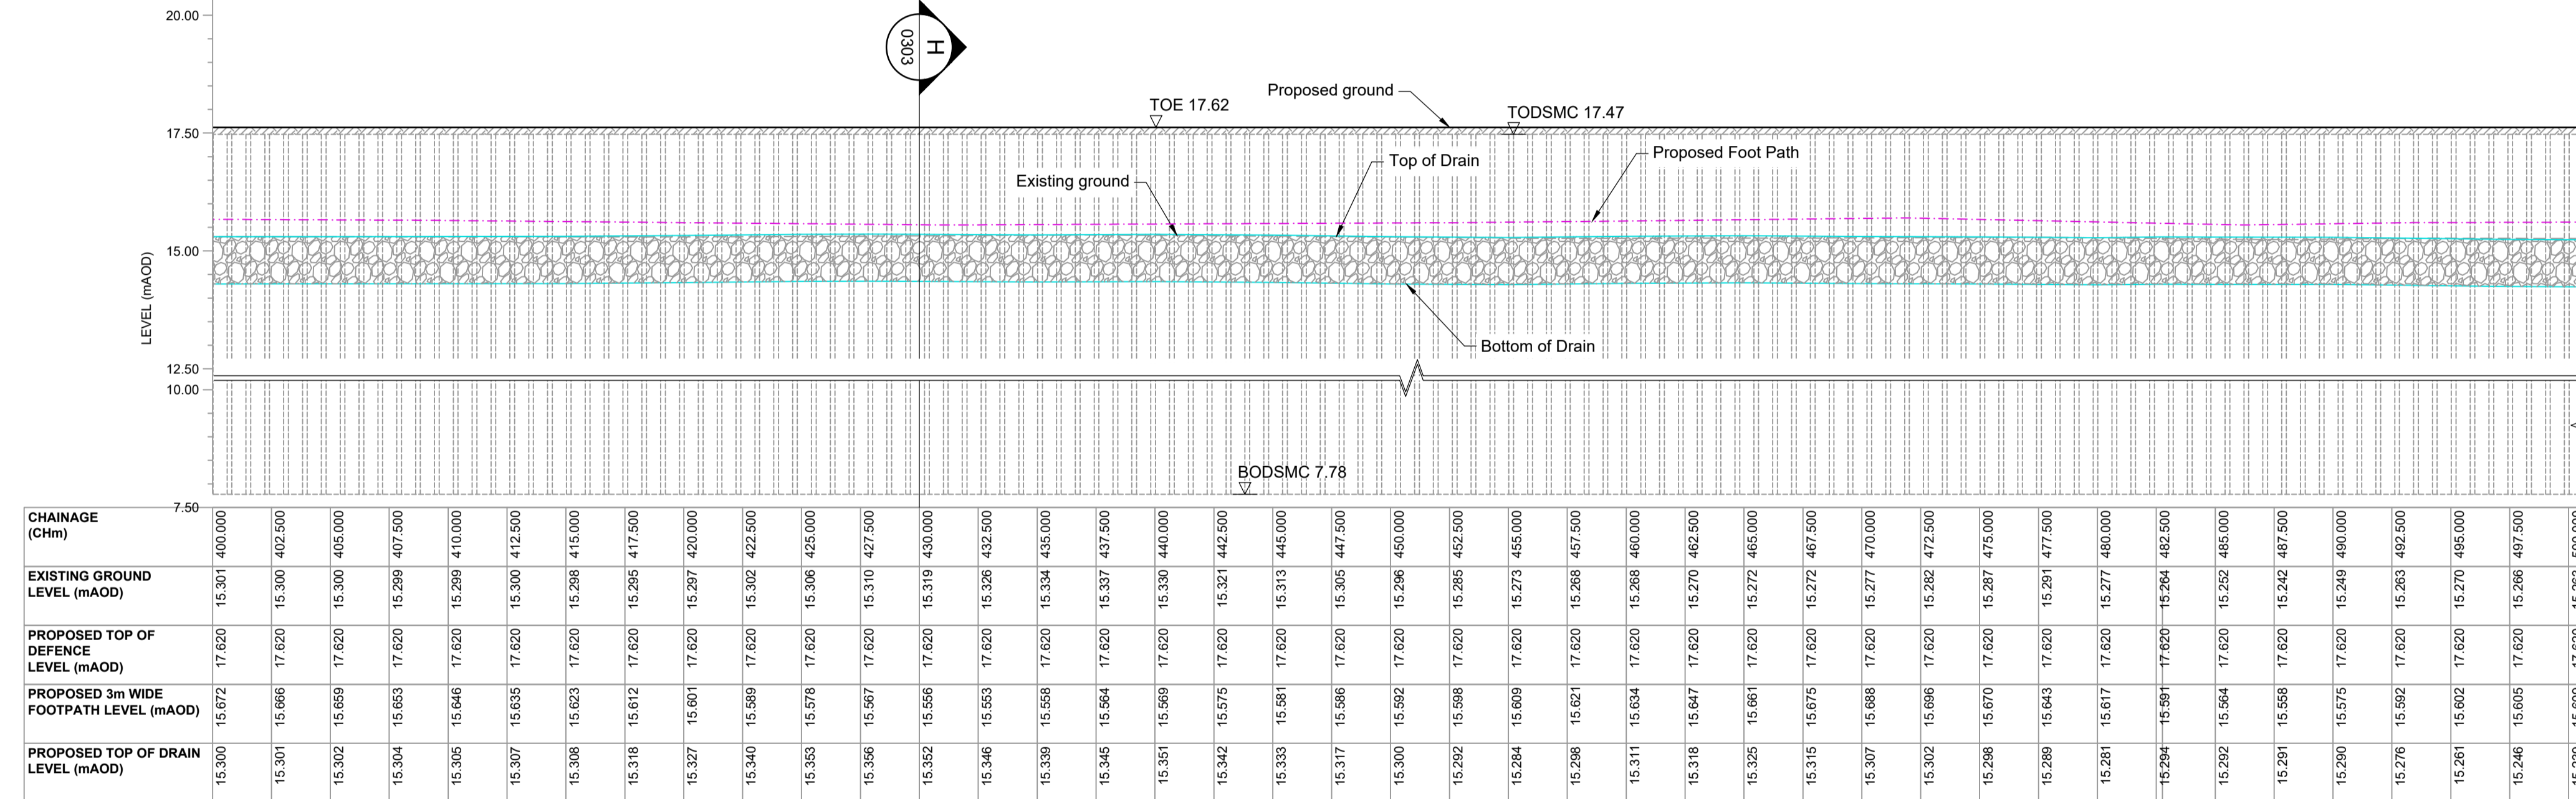 20.00
H
0303
Proposed ground
TOE 17.62
TODSMC 17.47
17.50
Top of Drain
Proposed Foot Path
Existing ground
15.00
LEVEL (mAOD)
Bottom of Drain
12.50
10.00
BODSMC 7.78
7.50
CHAINAGE
(CHm)
400.000 402.500 405.000 407.500 410.000 412.500 415.000 417.500 420.000 422.500 425.000 427.500 430.000 432.500 435.000 437.500 440.000 442.500 445.000 447.500 450.000 452.500 455.000 457.500 460.000 462.500 465.000 467.500 470.000 472.500 475.000 477.500 480.000 482.500 485.000 487.500 490.000 492.500 495.000 497.500
EXISTING GROUND
LEVEL (mAOD)
15.301 15.300 15.300 15.299 15.299 15.300 15.298 15.295 15.297 15.302 15.306 15.310 15.319 15.326 15.334 15.337 15.330 15.321 15.313 15.305 15.296 15.285 15.273 15.268 15.268 15.270 15.272 15.272 15.277 15.282 15.287 15.291 15.277 15.264 15.252 15.242 15.249 15.263 15.270 15.266
PROPOSED TOP OF
DEFENCE
LEVEL (mAOD)
17.620 17.620 17.620 17.620 17.620 17.620 17.620 17.620 17.620 17.620 17.620 17.620 17.620 17.620 17.620 17.620 17.620 17.620 17.620 17.620 17.620 17.620 17.620 17.620 17.620 17.620 17.620 17.620 17.620 17.620 17.620 17.620 17.620 17.620 17.620 17.620 17.620 17.620 17.620 17.620
PROPOSED 3m WIDE
FOOTPATH LEVEL (mAOD)
15.672 15.666 15.659 15.653 15.646 15.635 15.623 15.612 15.601 15.589 15.578 15.567 15.556 15.553 15.558 15.564 15.569 15.575 15.581 15.586 15.592 15.598 15.609 15.621 15.634 15.647 15.661 15.675 15.688 15.696 15.670 15.643 15.617 15.591 15.564 15.558 15.575 15.592 15.602 15.605
PROPOSED TOP OF DRAIN
LEVEL (mAOD)
15.300 15.301 15.302 15.304 15.305 15.307 15.308 15.318 15.327 15.340 15.353 15.356 15.352 15.346 15.339 15.345 15.351 15.342 15.333 15.317 15.300 15.292 15.284 15.298 15.311 15.318 15.325 15.315 15.307 15.302 15.298 15.289 15.281 15.294 15.292 15.291 15.290 15.276 15.261 15.246